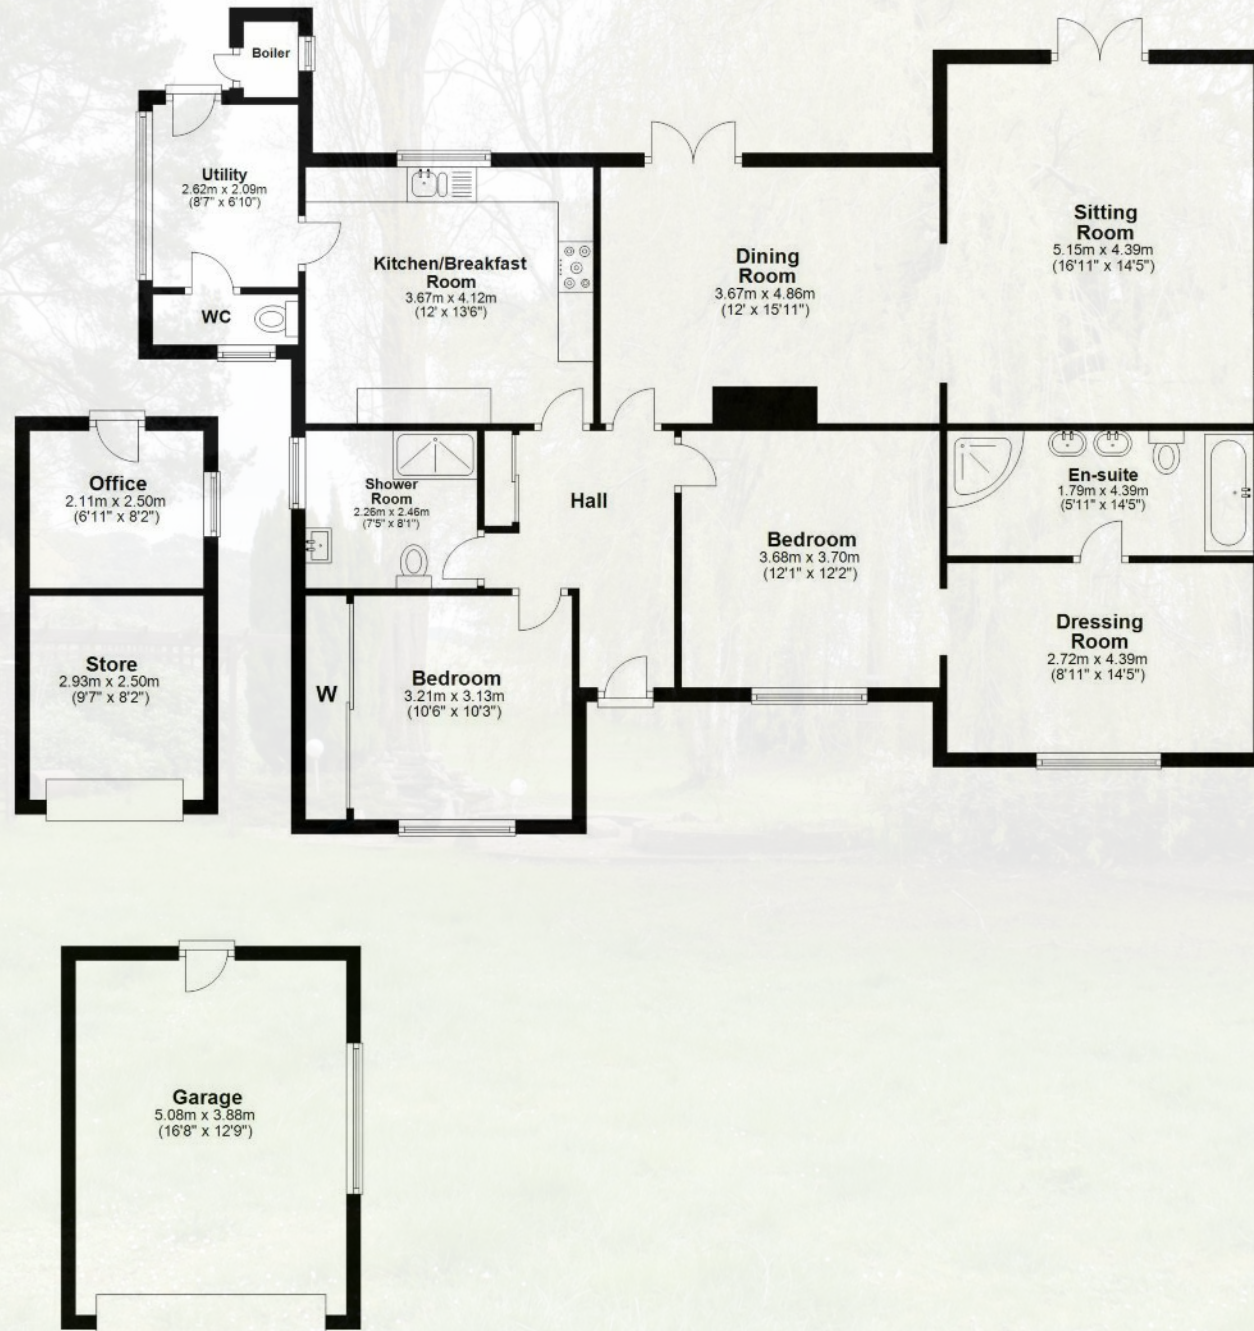 Boiler
Utility
2.62m x 2.09m
(8'7" x 6'10")
WC
Kitchen/Breakfast
Room
3.67m x 4.12m
(12' x 13'6")
Dining
Room
3.67m x 4.86m
(12' x 15'11")
Sitting
Room
5.15m x 4.39m
(16'11" x 14'5")
Office
2.11m x 2.50m
(6'11" x 8'2")
Store
2.93m x 2.50m
(9'7" x 8'2")
Shower
Room
2.26m x 2.46m
(7'5" x 8'1")
Hall
Bedroom
3.68m x 3.70m
(12'1" x 12'2")
En-suite
1.79m x 4.39m
(5'11" x 14'5")
Dressing
Room
2.72m x 4.39m
(8'11" x 14'5")
W
Bedroom
3.21m x 3.13m
(10'6" x 10'3")
Garage
5.08m x 3.88m
(16'8" x 12'9")